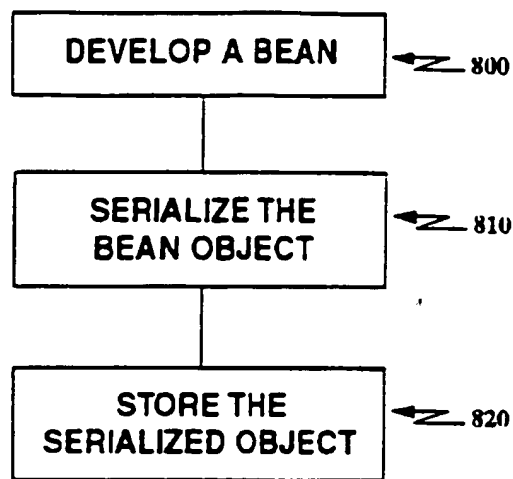 DEVELOP A BEAN
800
SERIALIZE THE
BEAN OBJECT
810
STORE THE
SERIALIZED OBJECT
820